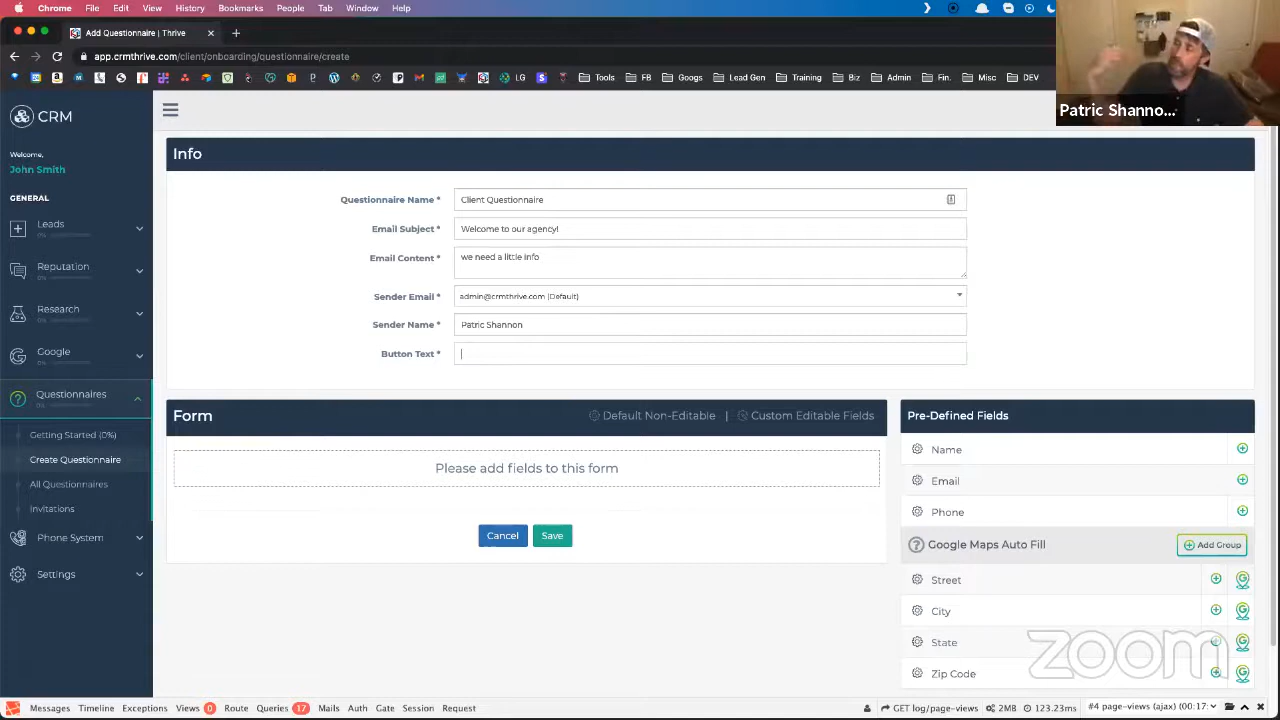 Chrome File Edit View History Bookmarks People Tab Window Help
Add Questionnaire | Thrive
app.crmthrive.com/client/onboarding/questionnaire/create
LG Tools FB Googs Lead Gen Training BIZ Admin Fin. Misc DEV
Patric Shanno...
CRM
Welcome,
John Smith
GENERAL
Leads
0%
Reputation
0%
Research
0%
Google
0%
Questionnaires
0%
Getting Started (0%)
Create Questionnaire
All Questionnaires
Invitations
Phone System
Settings
Info
Questionnaire Name * Client Questionnaire
Email Subject * Welcome to our agency!
Email Content * we need a little info
Sender Email * admin@crmthrive.com (Default)
Sender Name * Patric Shannon
Button Text *
Form Default Non-Editable | Custom Editable Fields
Please add fields to this form
Cancel Save
Pre-Defined Fields
Name
Email
Phone
Google Maps Auto Fill Add Group
Street
City
State
Zip Code
zoom
Messages Timeline Exceptions Views 0 Route Queries 17 Mails Auth Gate Session Request GET log/page-views 2MB 123.23ms #4 page-views (ajax) (00:17: